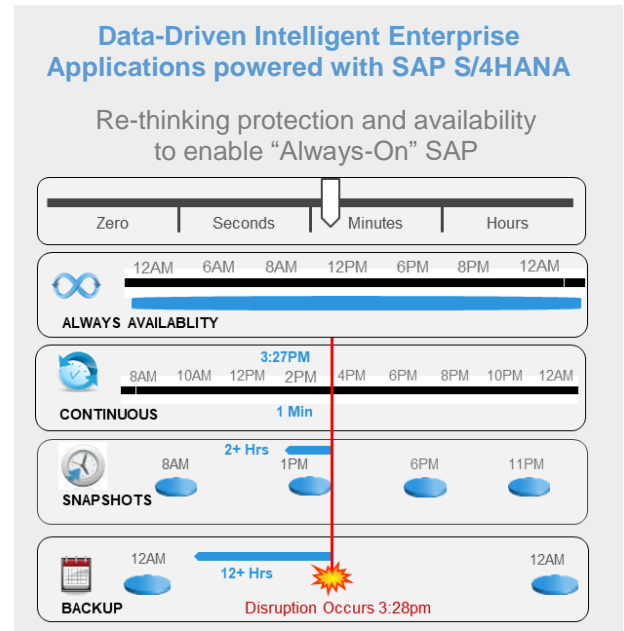 Data-Driven Intelligent Enterprise
Applications powered with SAP S/4HANA
Re-thinking protection and availability
to enable “Always-On” SAP
Zero Seconds Minutes Hours
12AM 6AM 8AM 12PM 6PM 8PM 12AM
ALWAYS AVAILABLITY
3:27PM
8AM 10AM 12PM 2PM 4PM 6PM 8PM 10PM 12AM
CONTINUOUS 1 Min
2+ Hrs
8AM 1PM 6PM 11PM
SNAPSHOTS
12AM 12AM
12+ Hrs
BACKUP Disruption Occurs 3:28pm